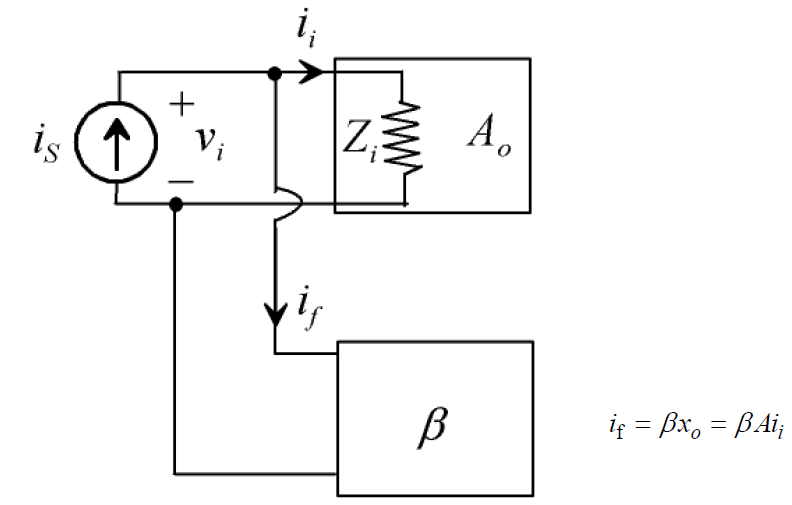 i_i
+
i_S
v_i
−
Z_i
A_o
i_f
β
i_f = βx_o = βAi_i